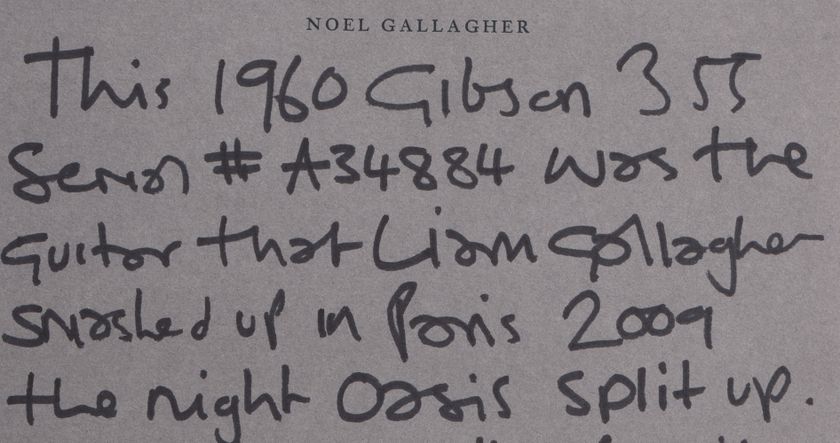 NOEL GALLAGHER
This 1960 Gibson 355
Serial # A34884 was the
Guitar that Liam Gallagher
smashed up in Paris 2009
the night Oasis split up.